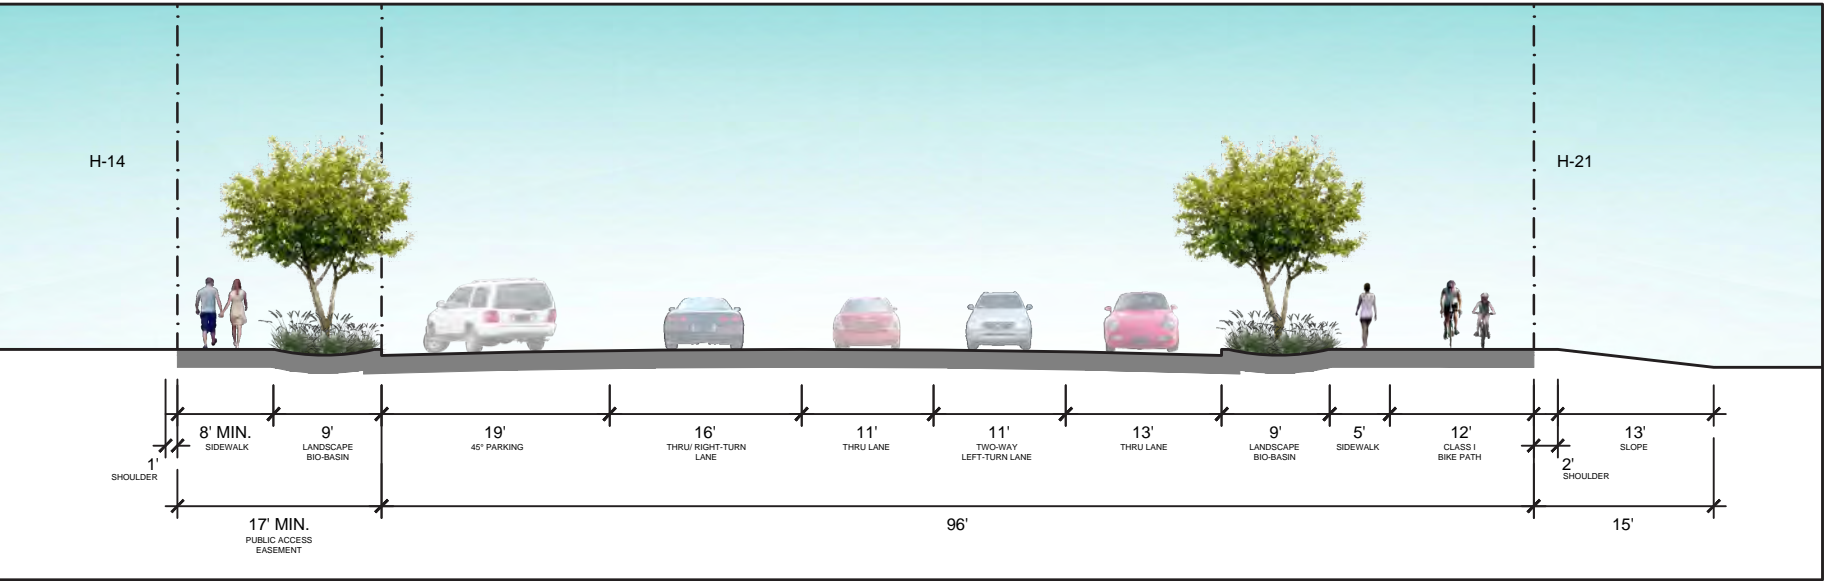 H-14
H-21
8' MIN.
SIDEWALK
9'
LANDSCAPE
BIO-BASIN
19'
45° PARKING
16'
THRU/ RIGHT-TURN
LANE
11'
THRU LANE
11'
TWO-WAY
LEFT-TURN LANE
13'
THRU LANE
9'
LANDSCAPE
BIO-BASIN
5'
SIDEWALK
12'
CLASS I
BIKE PATH
13'
SLOPE
1'
SHOULDER
2'
SHOULDER
17' MIN.
PUBLIC ACCESS
EASEMENT
96'
15'